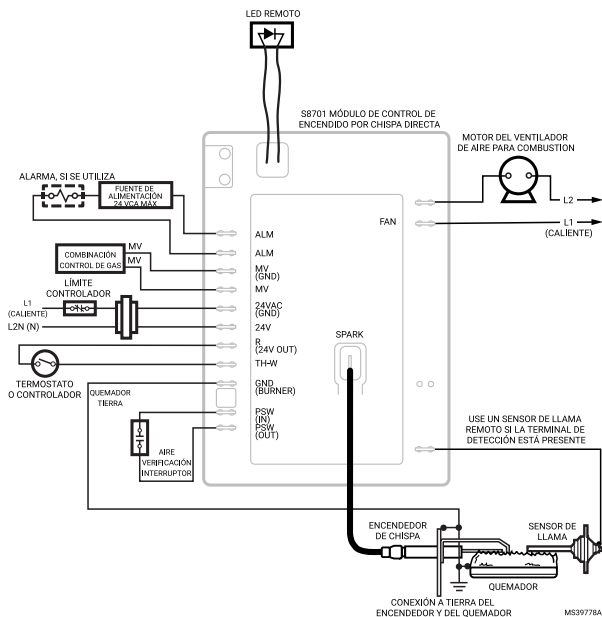 LED REMOTO
S8701 MÓDULO DE CONTROL DE
ENCENDIDO POR CHISPA DIRECTA
MOTOR DEL VENTILADOR
DE AIRE PARA COMBUSTION
L2
L1
(CALIENTE)
FAN
ALARMA, SI SE UTILIZA
FUENTE DE
ALIMENTACIÓN
24 VCA MÁX
ALM
ALM
COMBINACIÓN
CONTROL DE GAS
MV
MV
MV
(GND)
MV
LÍMITE
CONTROLADOR
L1
(CALIENTE)
L2N (N)
24VAC
(GND)
24V
R
(24V OUT)
TH-W
TERMOSTATO
O CONTROLADOR
QUEMADOR
TIERRA
GND
(BURNER)
PSW
(IN)
PSW
(OUT)
AIRE
VERIFICACIÓN
INTERRUPTOR
SPARK
USE UN SENSOR DE LLAMA
REMOTO SI LA TERMINAL DE
DETECCIÓN ESTÁ PRESENTE
ENCENDEDOR
DE CHISPA
SENSOR DE
LLAMA
QUEMADOR
CONEXIÓN A TIERRA DEL
ENCENDEDOR Y DEL QUEMADOR
MS39778A